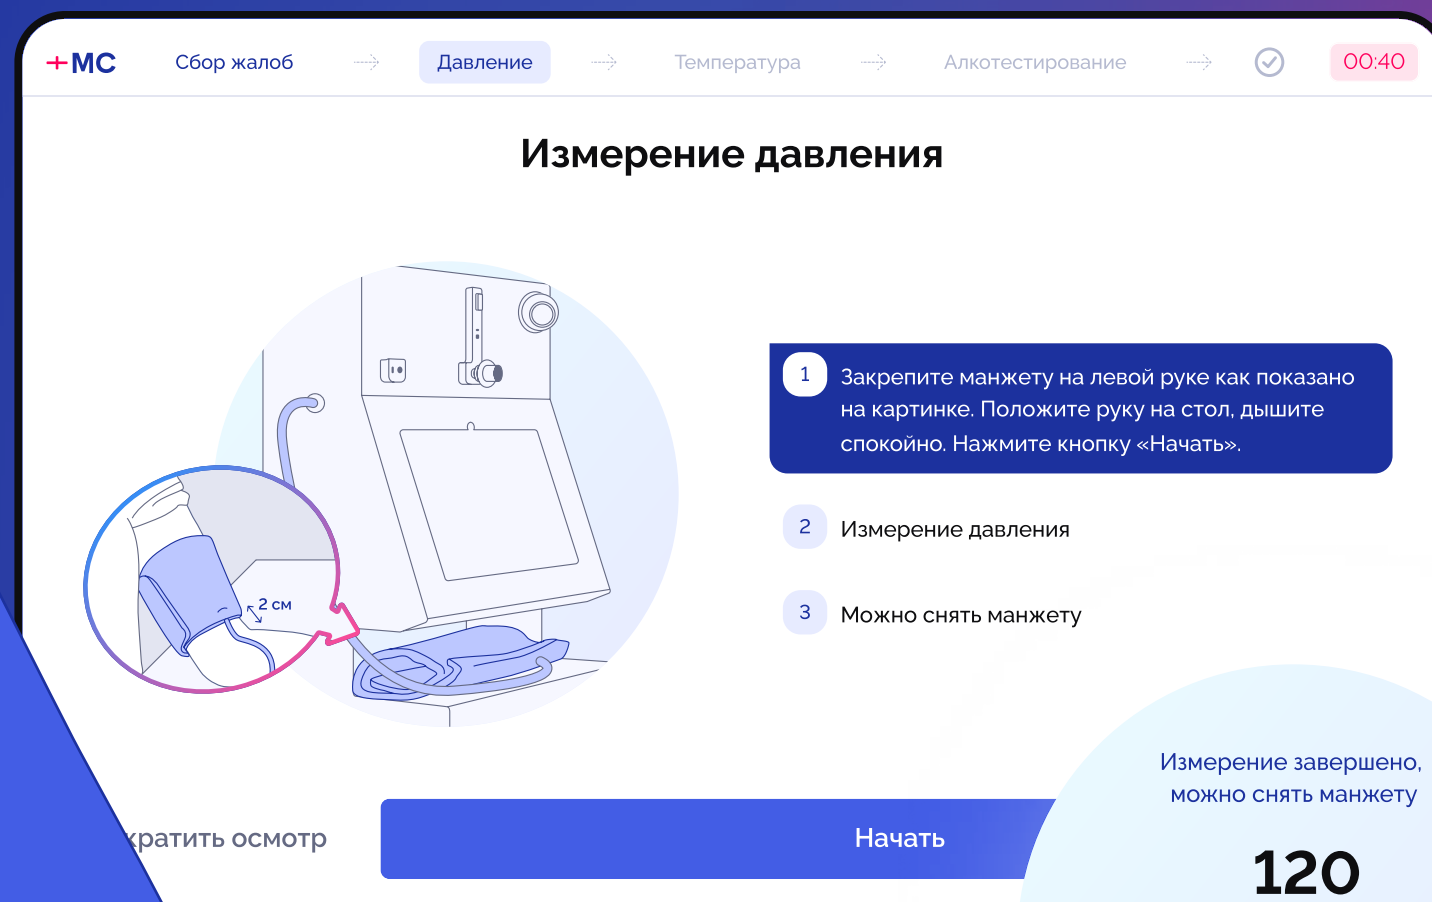 +МС
Сбор жалоб
Давление
Температура
Алкотестирование
00:40
Измерение давления
2 см
1
Закрепите манжету на левой руке как показано
на картинке. Положите руку на стол, дышите
спокойно. Нажмите кнопку «Начать».
2
Измерение давления
3
Можно снять манжету
кратить осмотр
Начать
Измерение завершено,
можно снять манжету
120